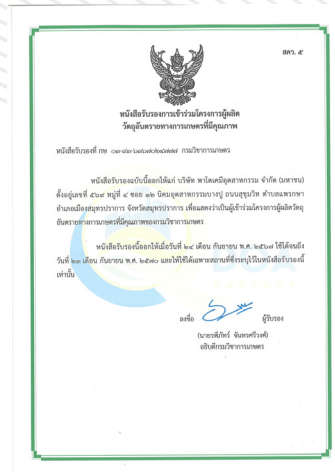 สคว. ๕
หนังสือรับรองการเข้าร่วมโครงการผู้ผลิต
วัตถุอันตรายทางการเกษตรที่มีคุณภาพ
หนังสือรับรองที่ กษ กรมวิชาการเกษตร
หนังสือรับรองฉบับนี้ออกให้แก่ บริษัท พาโตเคมีอุตสาหกรรม จำกัด (มหาชน)
ตั้งอยู่เลขที่ ๕๖๙ หมู่ที่ ๔ ซอย ๑๒ นิคมอุตสาหกรรมบางปู ถนนสุขุมวิท ตำบลแพรกษา
อำเภอเมืองสมุทรปราการ จังหวัดสมุทรปราการ เพื่อแสดงว่าเป็นผู้เข้าร่วมโครงการผู้ผลิตวัตถุ
อันตรายทางการเกษตรที่มีคุณภาพของกรมวิชาการเกษตร
หนังสือรับรองนี้ออกให้เมื่อวันที่ ๒๔ เดือน กันยายน พ.ศ. ๒๕๖๗ ใช้ได้จนถึง
วันที่ ๒๓ เดือน กันยายน พ.ศ. ๒๕๗๐ และให้ใช้ได้เฉพาะสถานที่ซึ่งระบุไว้ในหนังสือรับรองนี้
เท่านั้น
ลงชื่อ ผู้รับรอง
(นายรพีภัทร์ จันทรศรีวงศ์)
อธิบดีกรมวิชาการเกษตร